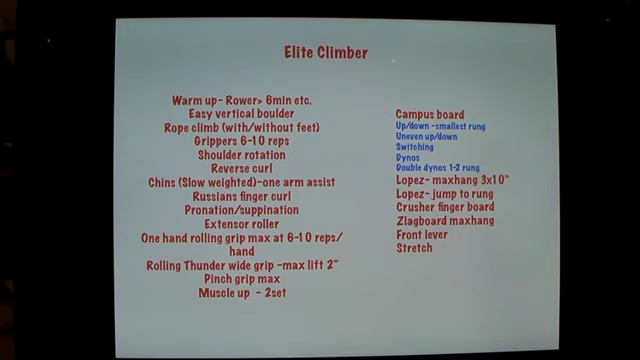 Elite Climber
Warm up- Rower> 6min etc.
Easy vertical boulder
Rope climb (with/without feet)
Grippers 6-10 reps
Shoulder rotation
Reverse curl
Chins (Slow weighted)-one arm assist
Russians finger curl
Pronation/suppination
Extensor roller
One hand rolling grip max at 6-10 reps/
hand
Rolling Thunder wide grip -max lift 2"
Pinch grip max
Muscle up - 2set
Campus board
Up/down -smallest rung
Uneven up/down
Switching
Dynos
Double dynos 1-2 rung
Lopez- maxhang 3x10"
Lopez- jump to rung
Crusher finger board
Zlagboard maxhang
Front lever
Stretch